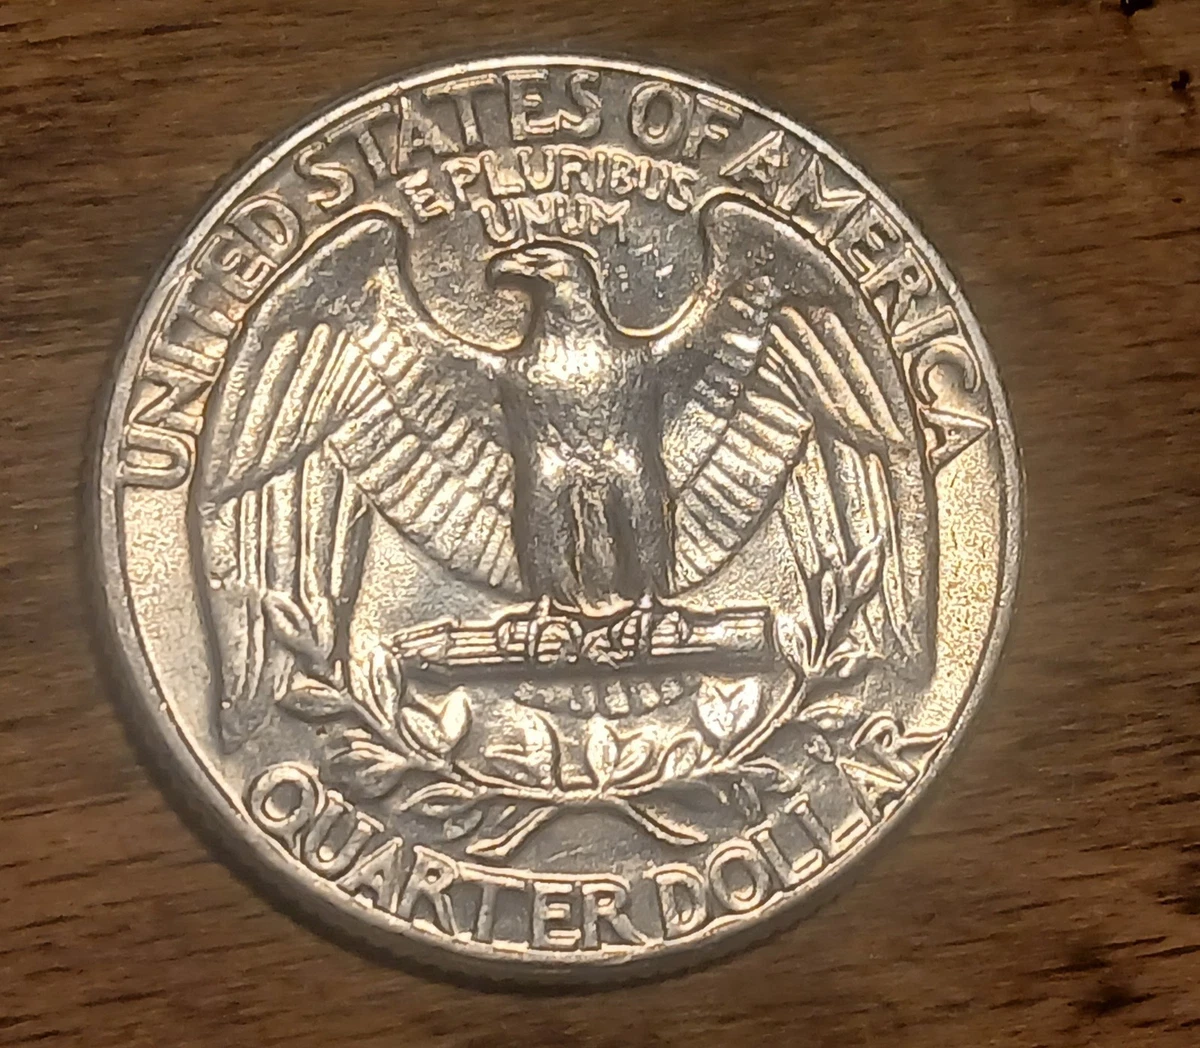 UNITED STATES OF AMERICA
E PLURIBUS
UNUM
QUARTER DOLLAR